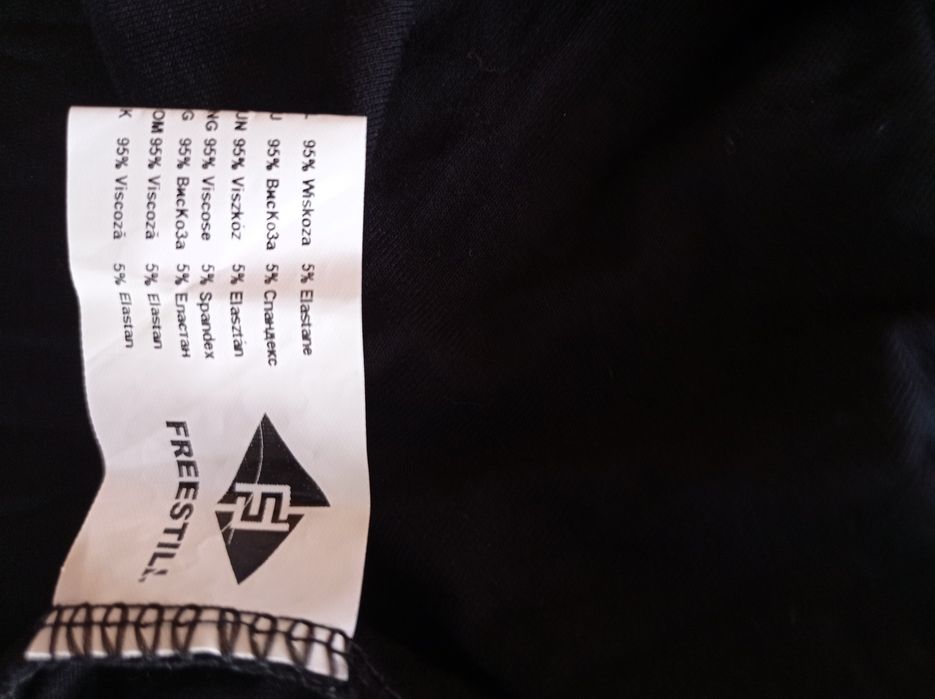 95% Wiskoza 5% Elastane
U 95% ВисКоЗа 5% Спандекс
UN 95% Viszkóz 5% Elasztán
NG 95% Viscose 5% Spandex
G 95% ВисКоЗа 5% Еластан
OM 95% Viscoză 5% Elastan
K 95% Viscoză 5% Elastan
FREESTILL